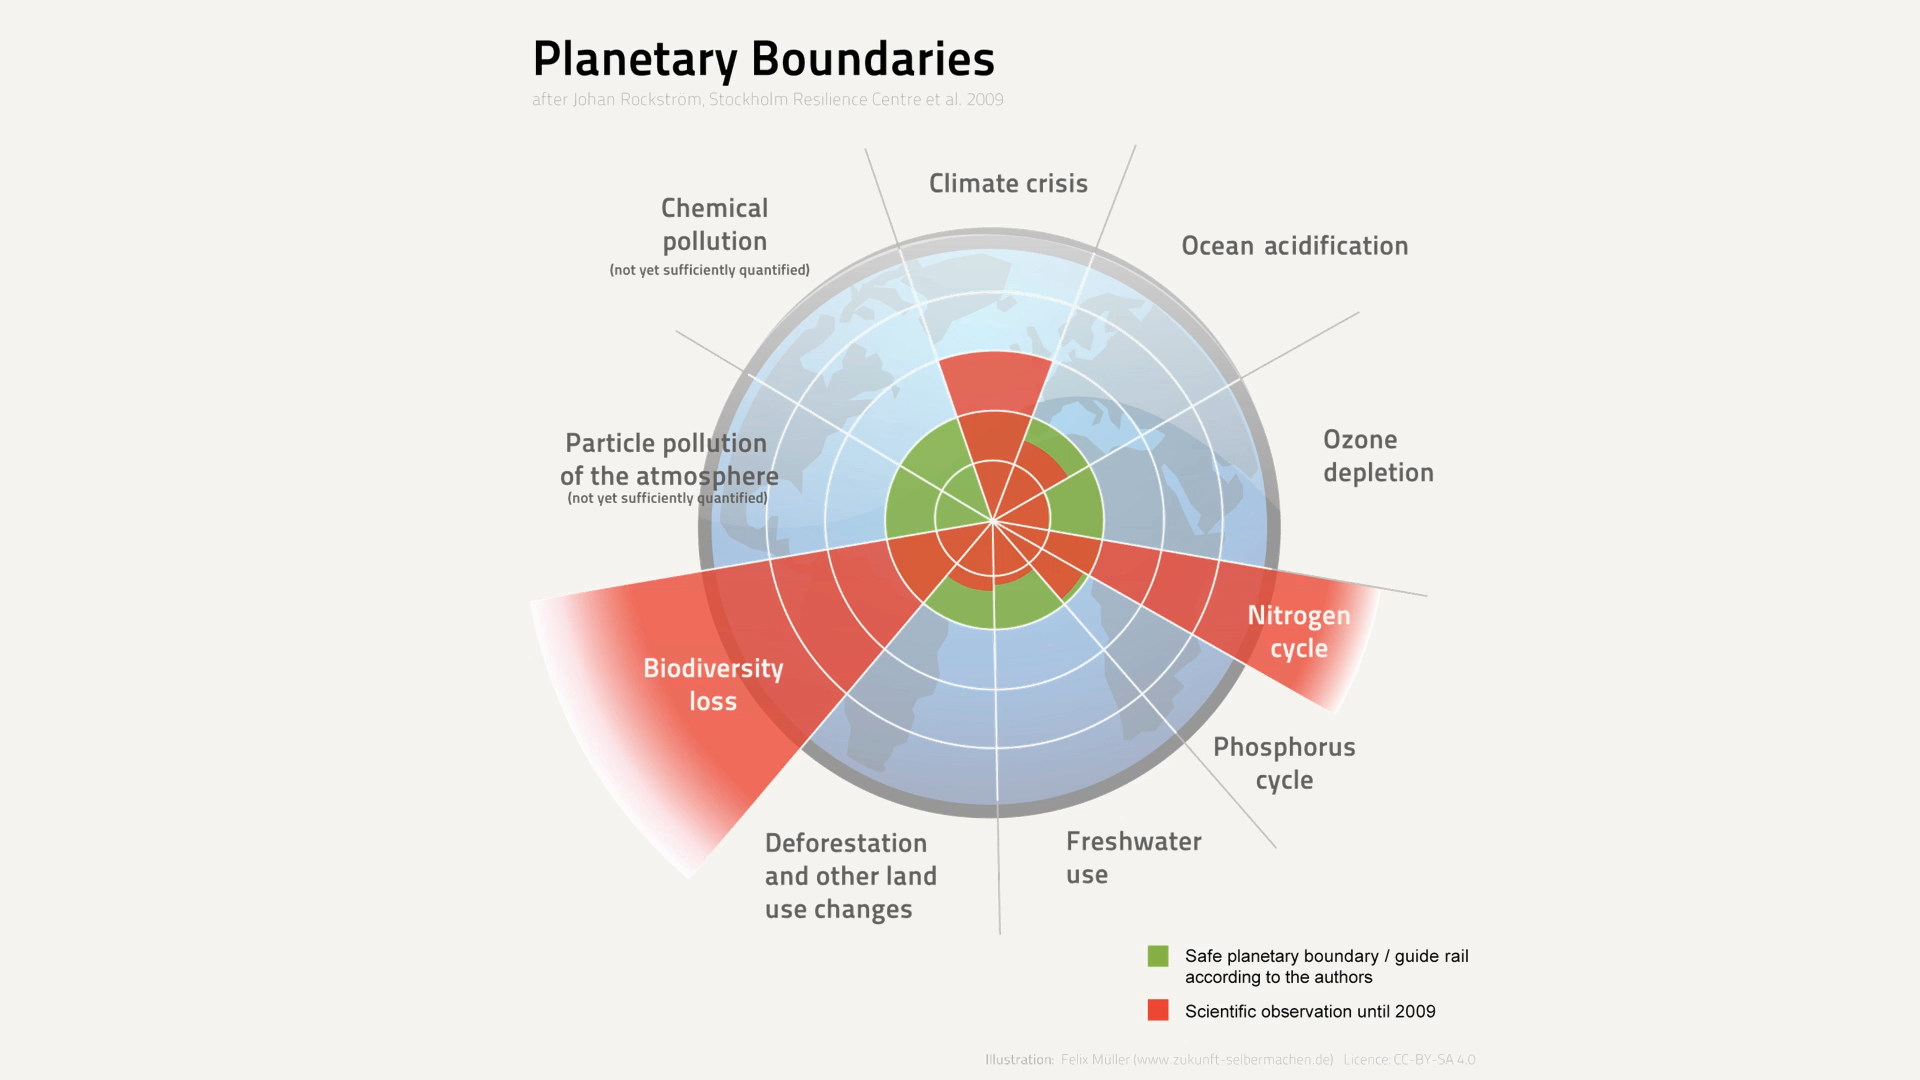 Planetary Boundaries
after Johan Rockström, Stockholm Resilience Centre et al. 2009
Climate crisis
Chemical
pollution
(not yet sufficiently quantified)
Ocean acidification
Particle pollution
of the atmosphere
(not yet sufficiently quantified)
Ozone
depletion
Nitrogen
cycle
Biodiversity
loss
Phosphorus
cycle
Deforestation
and other land
use changes
Freshwater
use
Safe planetary boundary / guide rail
according to the authors
Scientific observation until 2009
Illustration: Felix Müller (www.zukunft-selbermachen.de) Licence: CC-BY-SA 4.0